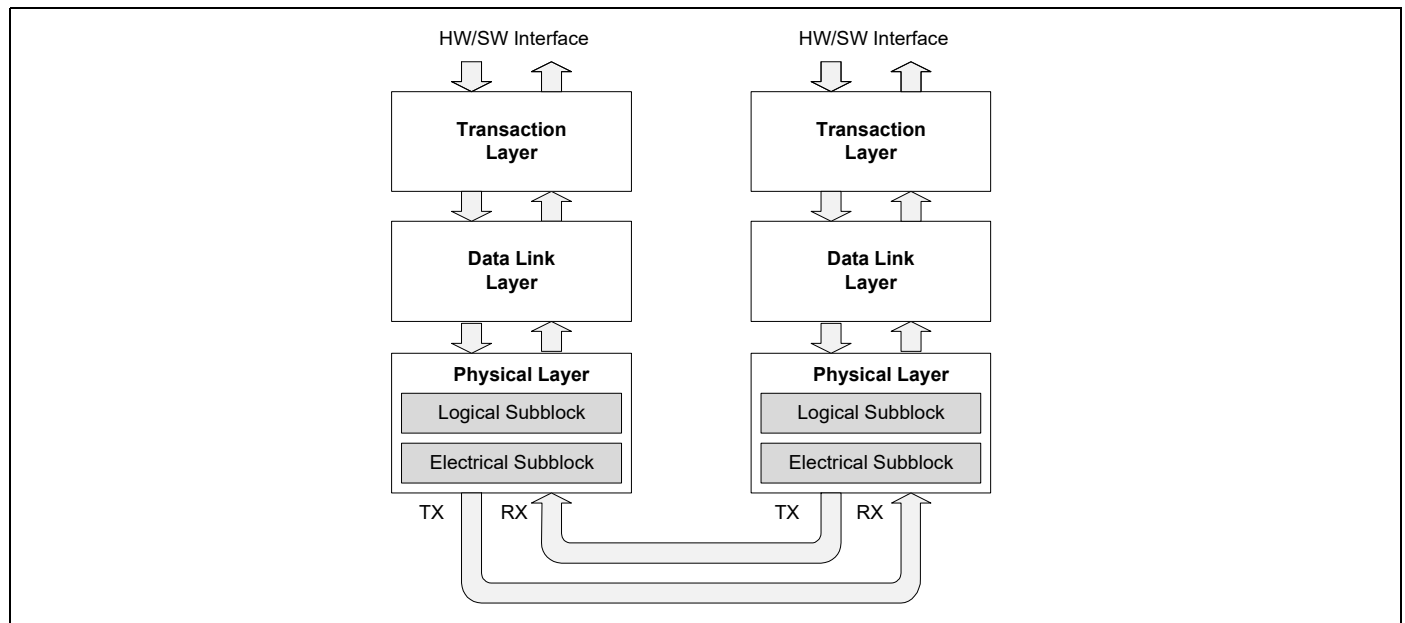 HW/SW Interface
HW/SW Interface
Transaction
Layer
Transaction
Layer
Data Link
Layer
Data Link
Layer
Physical Layer
Logical Subblock
Electrical Subblock
Physical Layer
Logical Subblock
Electrical Subblock
TX
RX
TX
RX